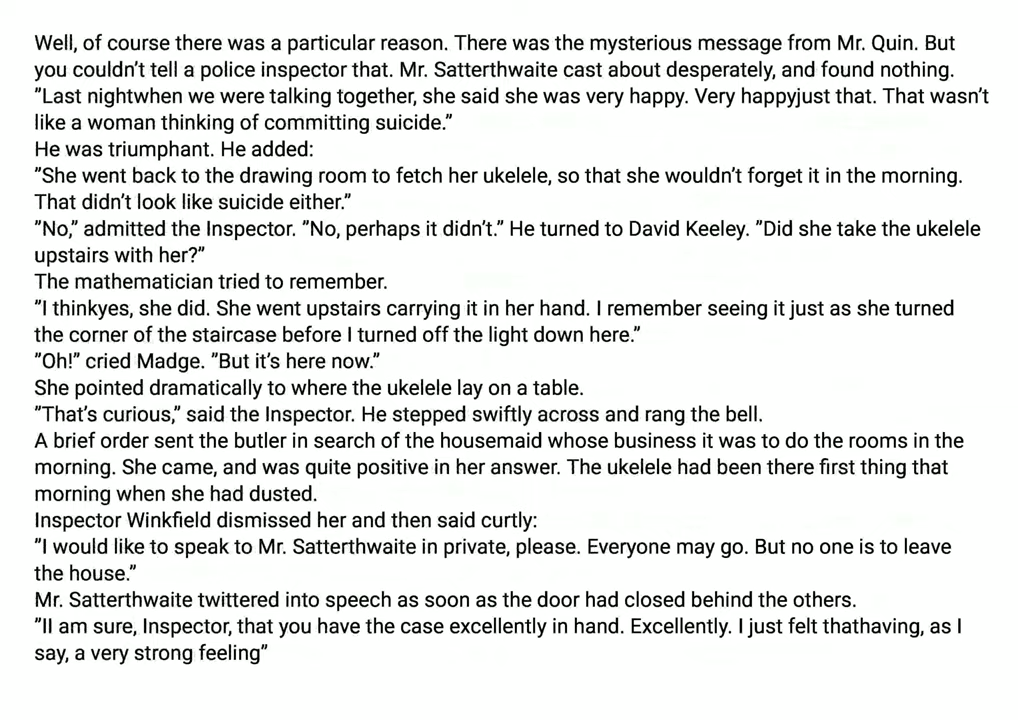 Well, of course there was a particular reason. There was the mysterious message from Mr. Quin. But
you couldn't tell a police inspector that. Mr. Satterthwaite cast about desperately, and found nothing.
"Last nightwhen we were talking together, she said she was very happy. Very happyjust that. That wasn't
like a woman thinking of committing suicide."
He was triumphant. He added:
"She went back to the drawing room to fetch her ukelele, so that she wouldn't forget it in the morning.
That didn't look like suicide either."
"No," admitted the Inspector. "No, perhaps it didn't." He turned to David Keeley. "Did she take the ukelele
upstairs with her?"
The mathematician tried to remember.
"I thinkyes, she did. She went upstairs carrying it in her hand. I remember seeing it just as she turned
the corner of the staircase before I turned off the light down here."
"Oh!" cried Madge. "But it's here now."
She pointed dramatically to where the ukelele lay on a table.
"That's curious," said the Inspector. He stepped swiftly across and rang the bell.
A brief order sent the butler in search of the housemaid whose business it was to do the rooms in the
morning. She came, and was quite positive in her answer. The ukelele had been there first thing that
morning when she had dusted.
Inspector Winkfield dismissed her and then said curtly:
"I would like to speak to Mr. Satterthwaite in private, please. Everyone may go. But no one is to leave
the house."
Mr. Satterthwaite twittered into speech as soon as the door had closed behind the others.
"II am sure, Inspector, that you have the case excellently in hand. Excellently. I just felt thathaving, as I
say, a very strong feeling"